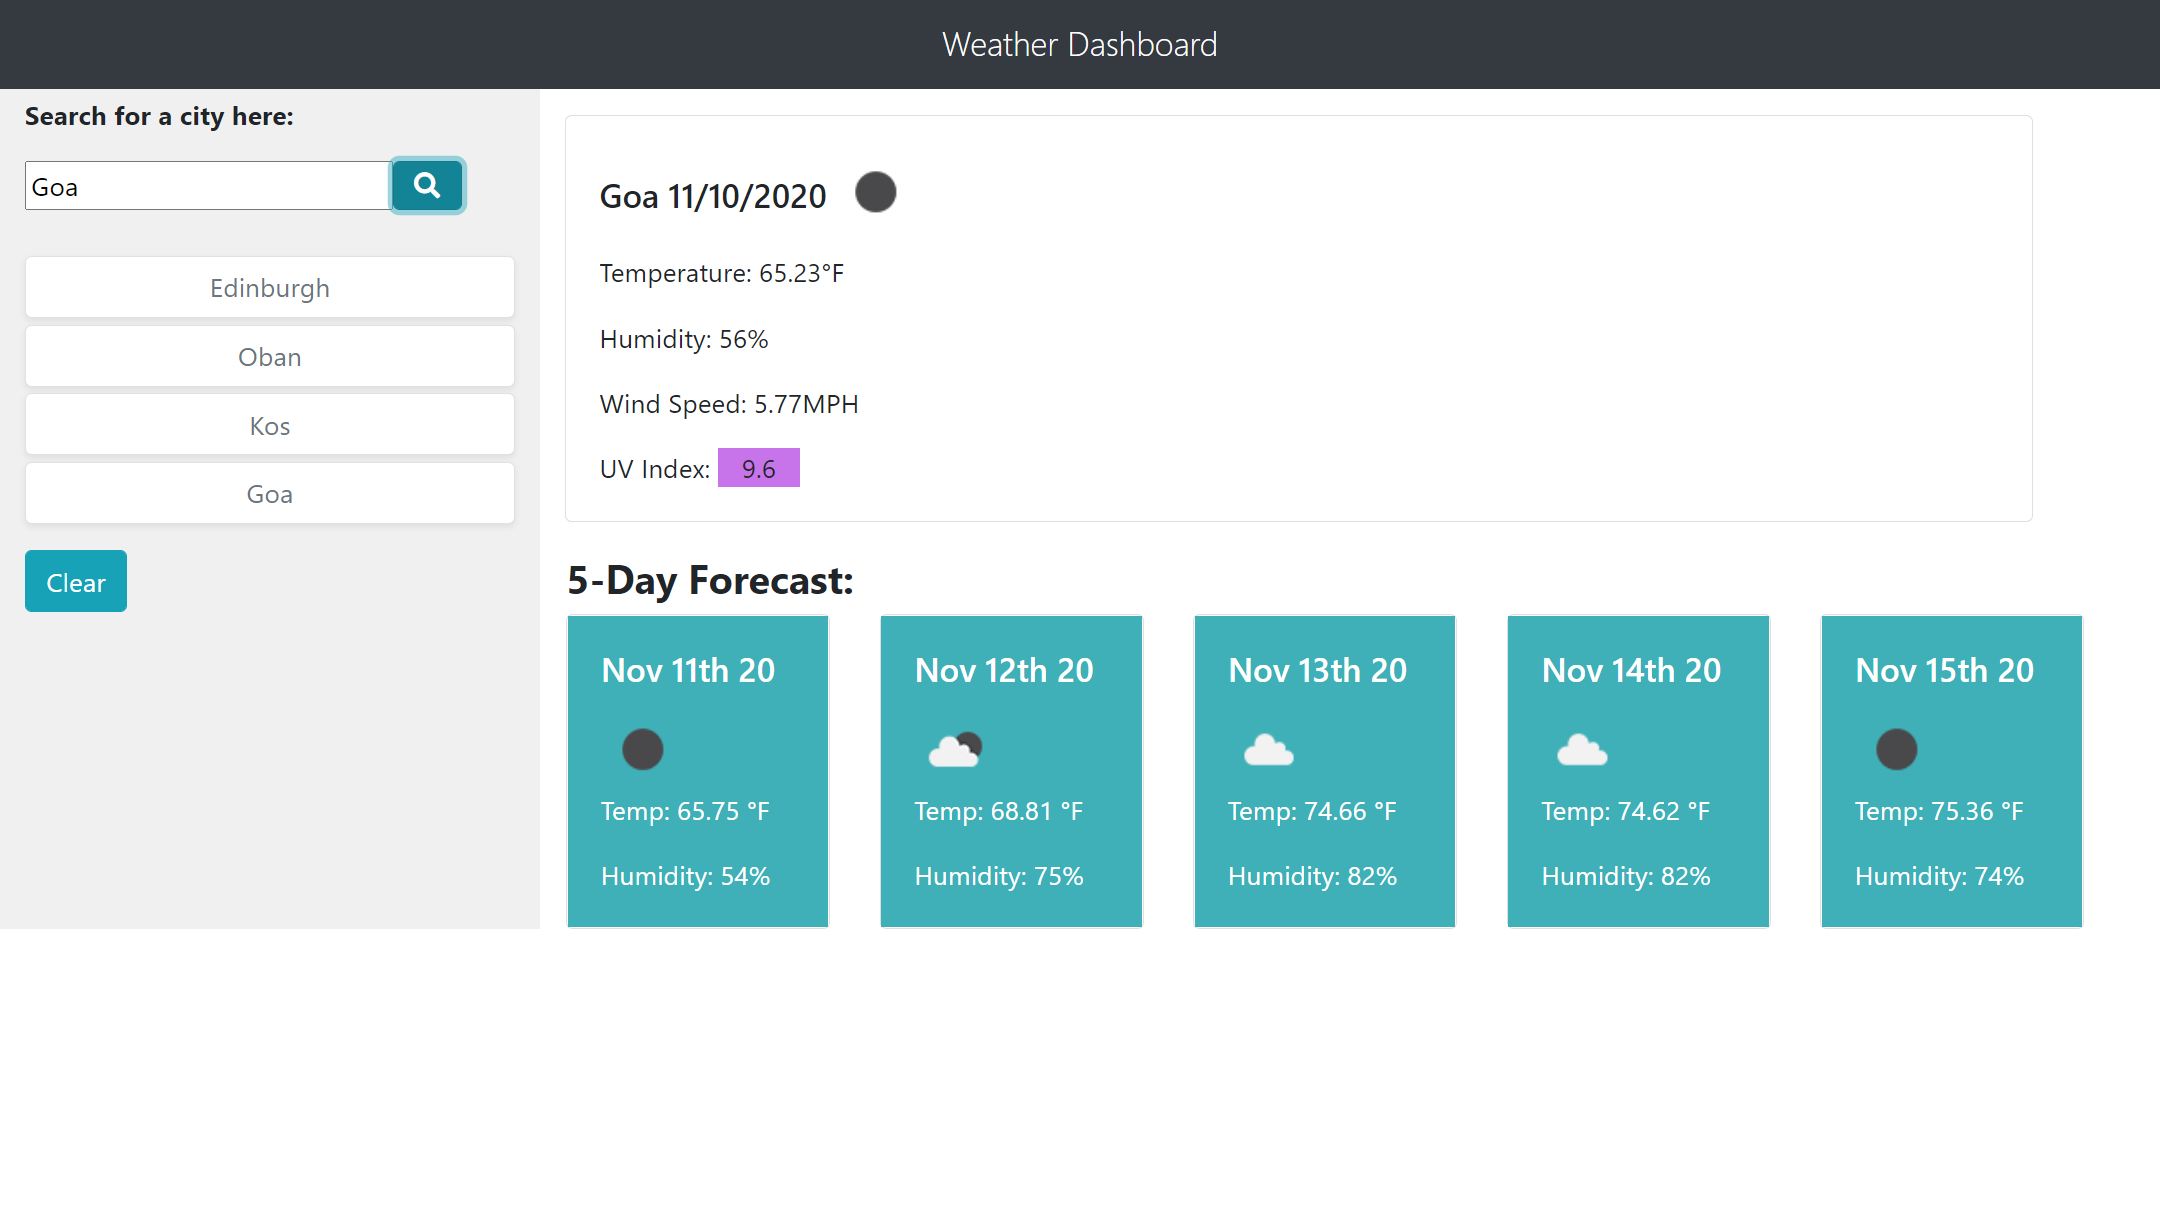 Weather Dashboard
Search for a city here:
Goa
Edinburgh
Oban
Kos
Goa
Clear
Goa 11/10/2020
Temperature: 65.23°F
Humidity: 56%
Wind Speed: 5.77MPH
UV Index: 9.6
5-Day Forecast:
Nov 11th 20
Temp: 65.75 °F
Humidity: 54%
Nov 12th 20
Temp: 68.81 °F
Humidity: 75%
Nov 13th 20
Temp: 74.66 °F
Humidity: 82%
Nov 14th 20
Temp: 74.62 °F
Humidity: 82%
Nov 15th 20
Temp: 75.36 °F
Humidity: 74%